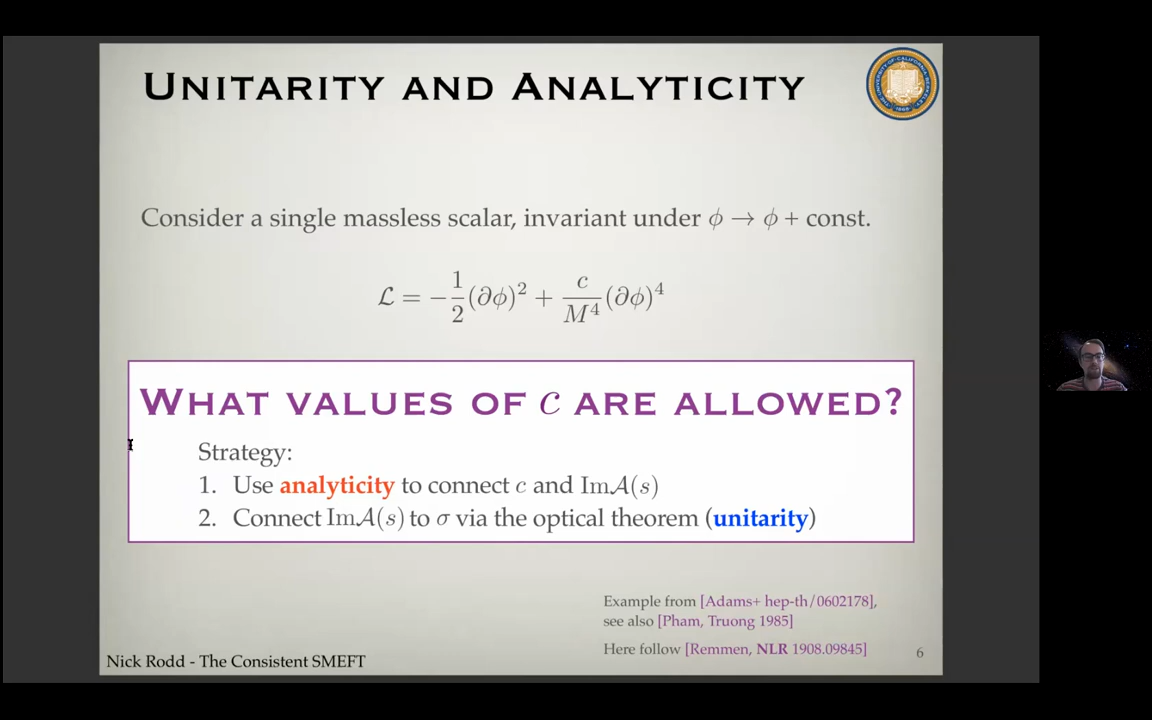 UNITARITY AND ANALYTICITY
Consider a single massless scalar, invariant under ϕ → ϕ + const.
ℒ = −1/2(∂ϕ)² + c/M⁴(∂ϕ)⁴
WHAT VALUES OF c ARE ALLOWED?
Strategy:
1. Use analyticity to connect c and Im𝒜(s)
2. Connect Im𝒜(s) to σ via the optical theorem (unitarity)
Example from [Adams+ hep-th/0602178],
see also [Pham, Truong 1985]
Here follow [Remmen, NLR 1908.09845]
6
Nick Rodd - The Consistent SMEFT